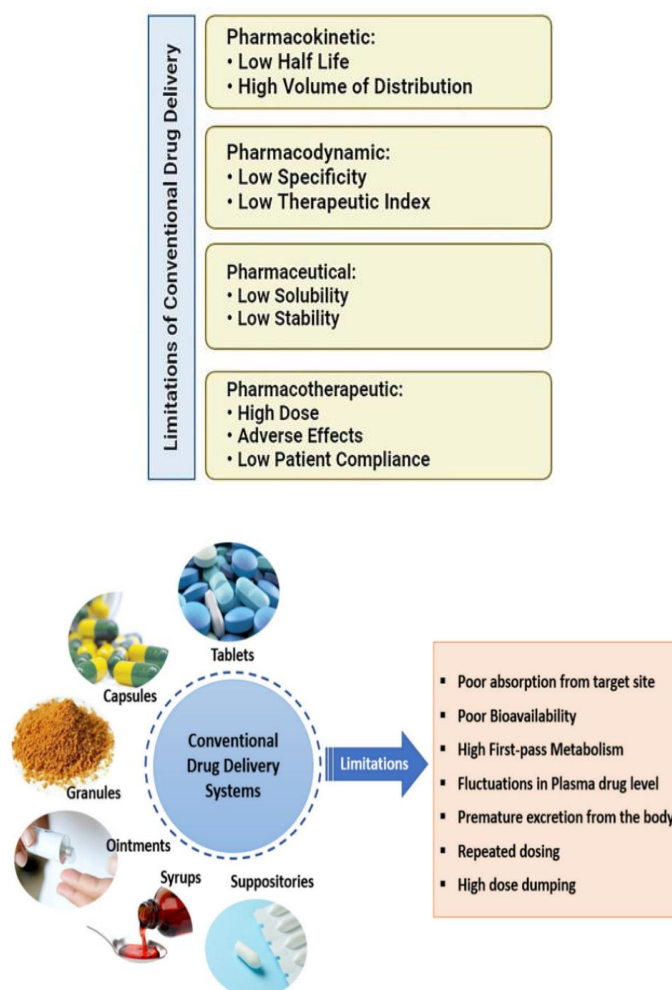 Limitations of Conventional Drug Delivery
Pharmacokinetic:
• Low Half Life
• High Volume of Distribution
Pharmacodynamic:
• Low Specificity
• Low Therapeutic Index
Pharmaceutical:
• Low Solubility
• Low Stability
Pharmacotherapeutic:
• High Dose
• Adverse Effects
• Low Patient Compliance
Tablets
Capsules
Granules
Ointments
Syrups
Suppositories
Conventional
Drug Delivery
Systems
Limitations
▪ Poor absorption from target site
▪ Poor Bioavailability
▪ High First-pass Metabolism
▪ Fluctuations in Plasma drug level
▪ Premature excretion from the body
▪ Repeated dosing
▪ High dose dumping